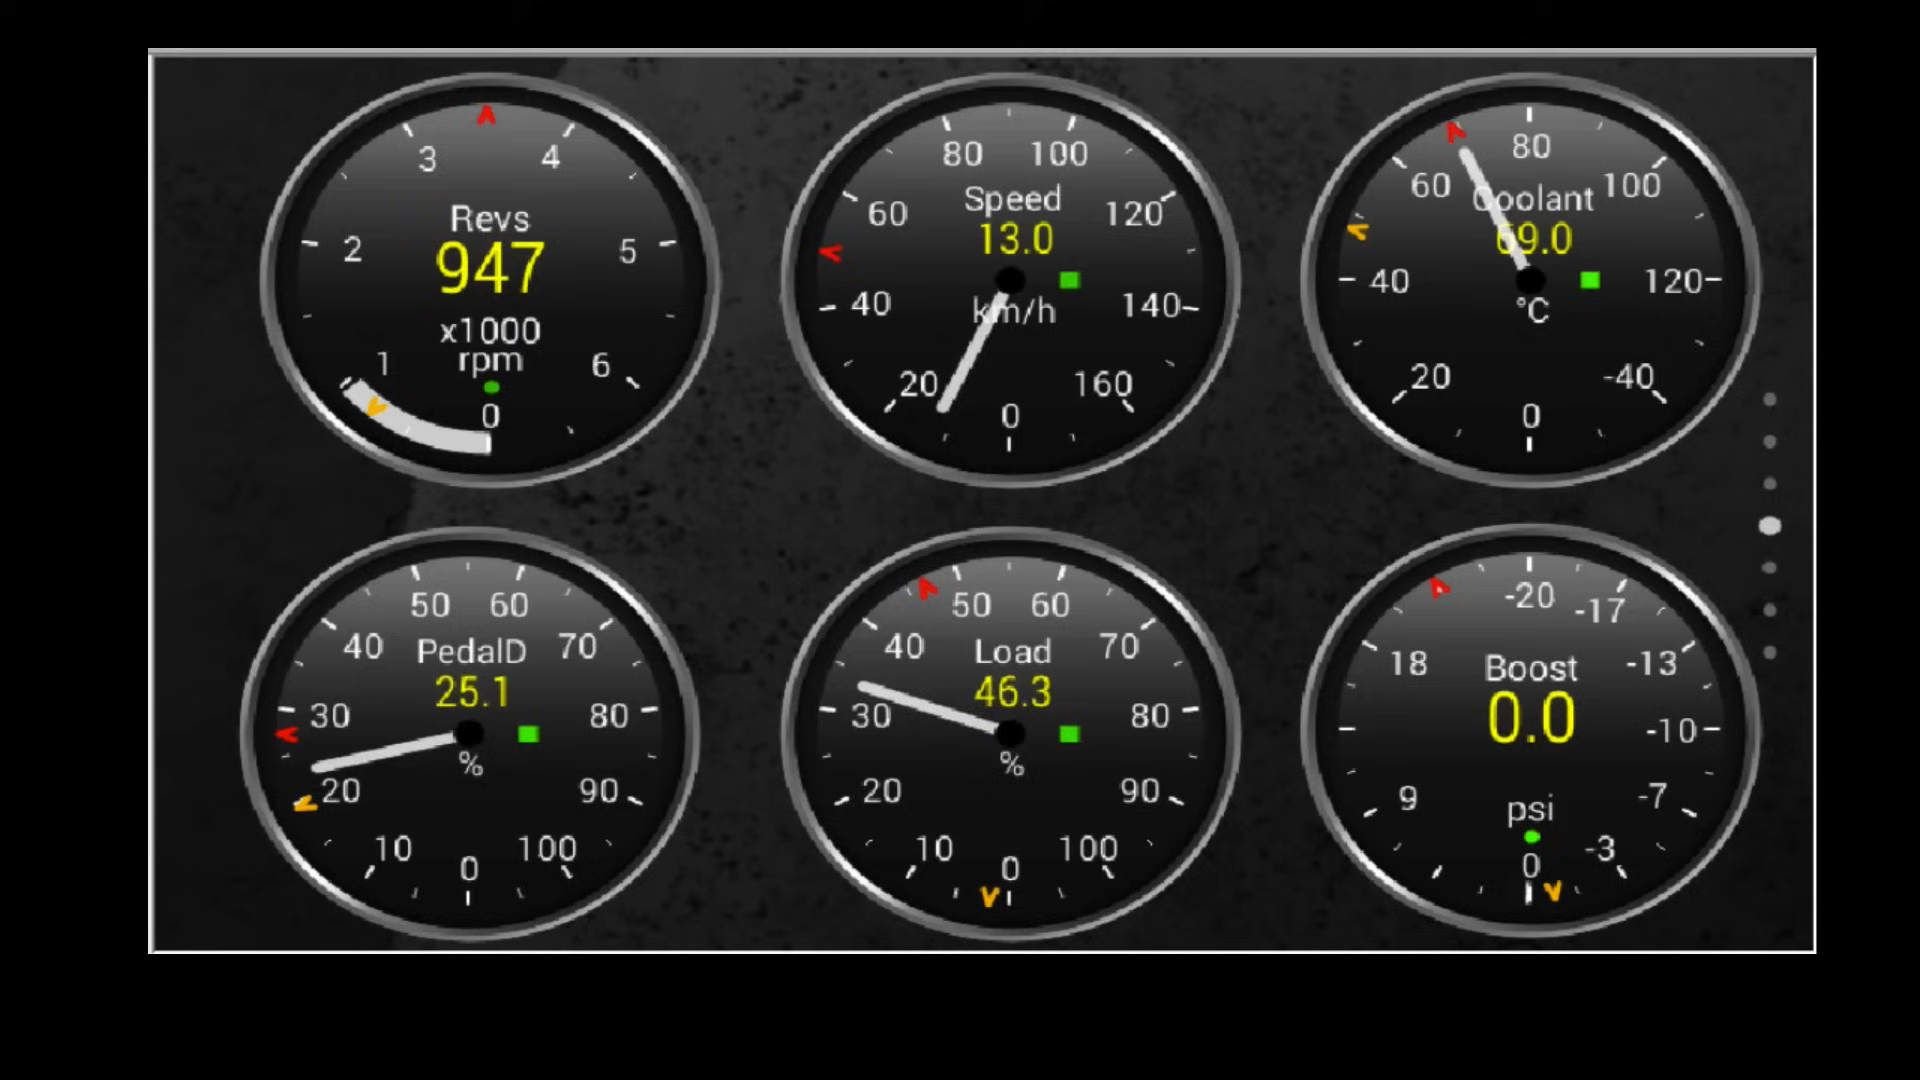 3 4
Revs
2 947 5
x1000
1 rpm 6
0
80 100
60 Speed 120
13.0
40 km/h 140
20 160
0
80
60 Coolant 100
69.0
40 120
°C
20 -40
0
50 60
40 PedalD 70
25.1
30 80
%
20 90
10 100
0
50 60
40 Load 70
46.3
30 80
%
20 90
10 100
0
-20 -17
18 Boost -13
0.0 -10
9 psi -7
0 -3